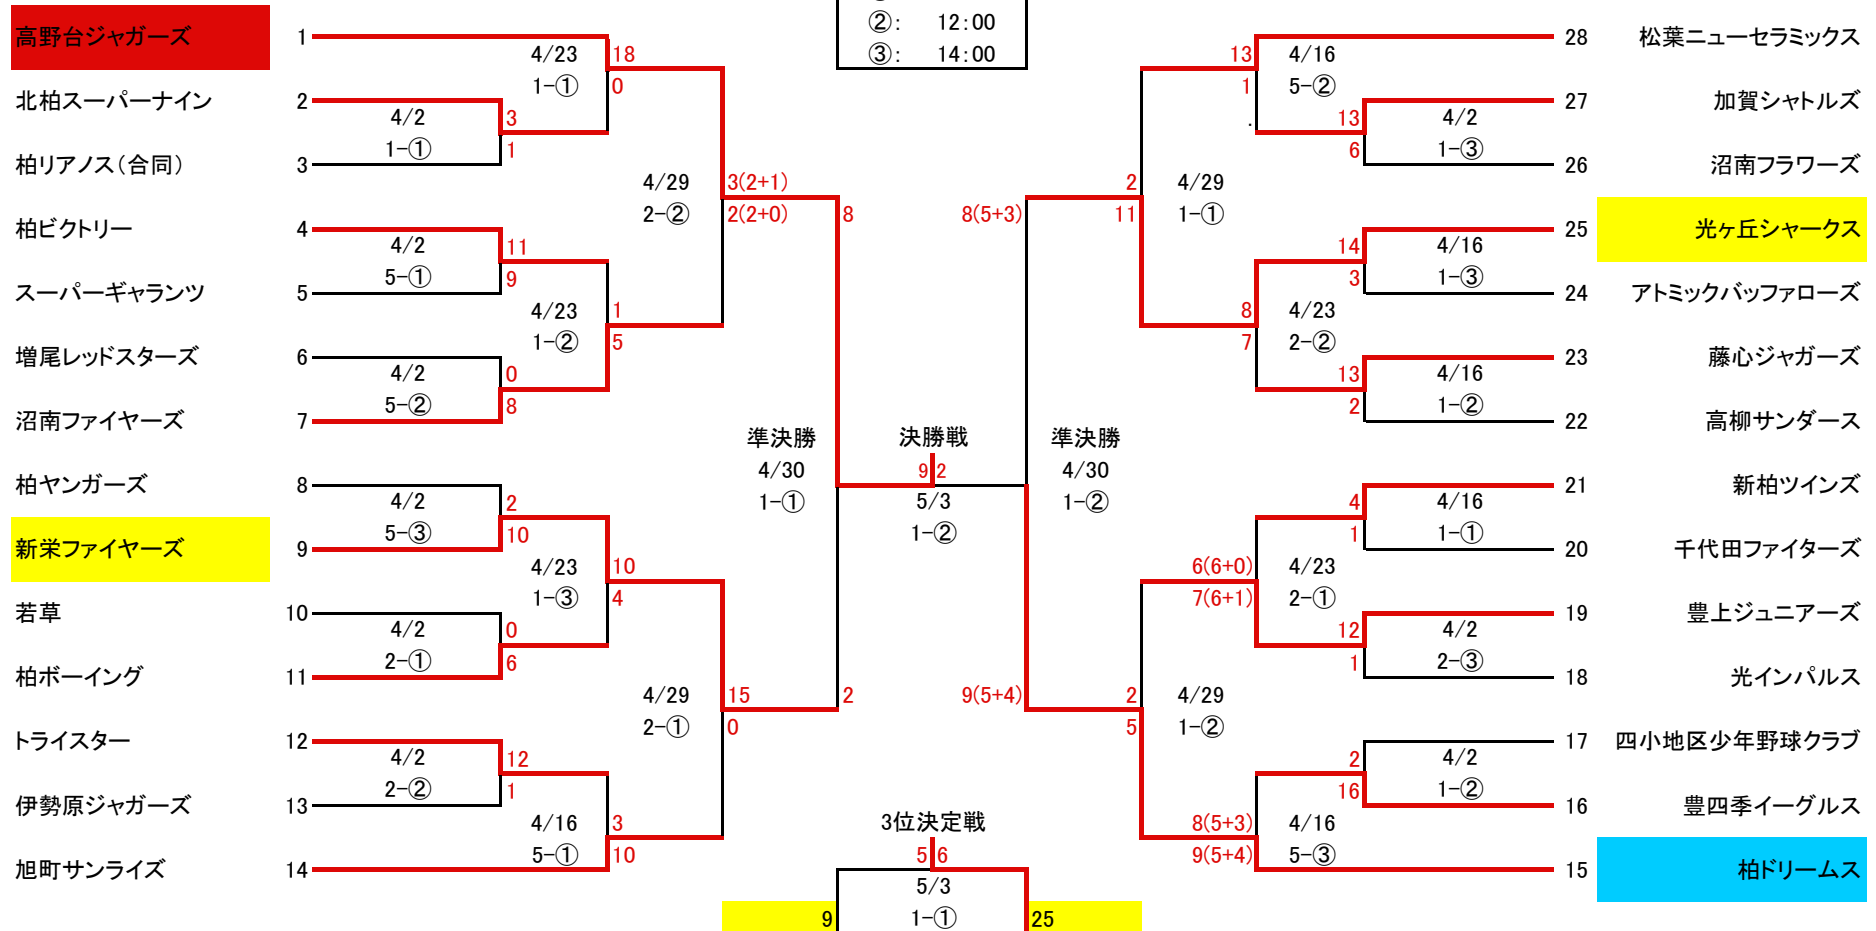 ②: 12:00
③: 14:00
高野台ジャガーズ 1
4/23 18
1-① 0
北柏スーパーナイン 2
4/2 3
1-① 1
柏リアノス(合同) 3
4/29 3(2+1)
2-② 2(2+0)
柏ビクトリー 4
4/2 11
5-① 9
スーパーギャランツ 5
4/23 1
1-② 5
増尾レッドスターズ 6
4/2 0
5-② 8
沼南ファイヤーズ 7
準決勝
4/30
1-①
8
2
柏ヤンガーズ 8
4/2 2
5-③ 10
新栄ファイヤーズ 9
4/23 10
1-③ 4
若草 10
4/2 0
2-① 6
柏ボーイング 11
4/29 15
2-① 0
トライスター 12
4/2 12
2-② 1
伊勢原ジャガーズ 13
4/16 3
5-① 10
旭町サンライズ 14
決勝戦
9 2
5/3
1-②
3位決定戦
5 6
5/3
9 1-① 25
28 松葉ニューセラミックス
13 4/16
1 5-②
.
27 加賀シャトルズ
13 4/2
6 1-③
26 沼南フラワーズ
2 4/29
11 1-①
25 光ヶ丘シャークス
14 4/16
3 1-③
24 アトミックバッファローズ
8 4/23
7 2-②
23 藤心ジャガーズ
13 4/16
2 1-②
22 高柳サンダース
準決勝
4/30
1-②
8(5+3)
9(5+4)
21 新柏ツインズ
4 4/16
1 1-①
20 千代田ファイターズ
6(6+0) 4/23
7(6+1) 2-①
19 豊上ジュニアーズ
12 4/2
1 2-③
18 光インパルス
2 4/29
5 1-②
17 四小地区少年野球クラブ
2 4/2
16 1-②
16 豊四季イーグルス
8(5+3) 4/16
9(5+4) 5-③
15 柏ドリームス